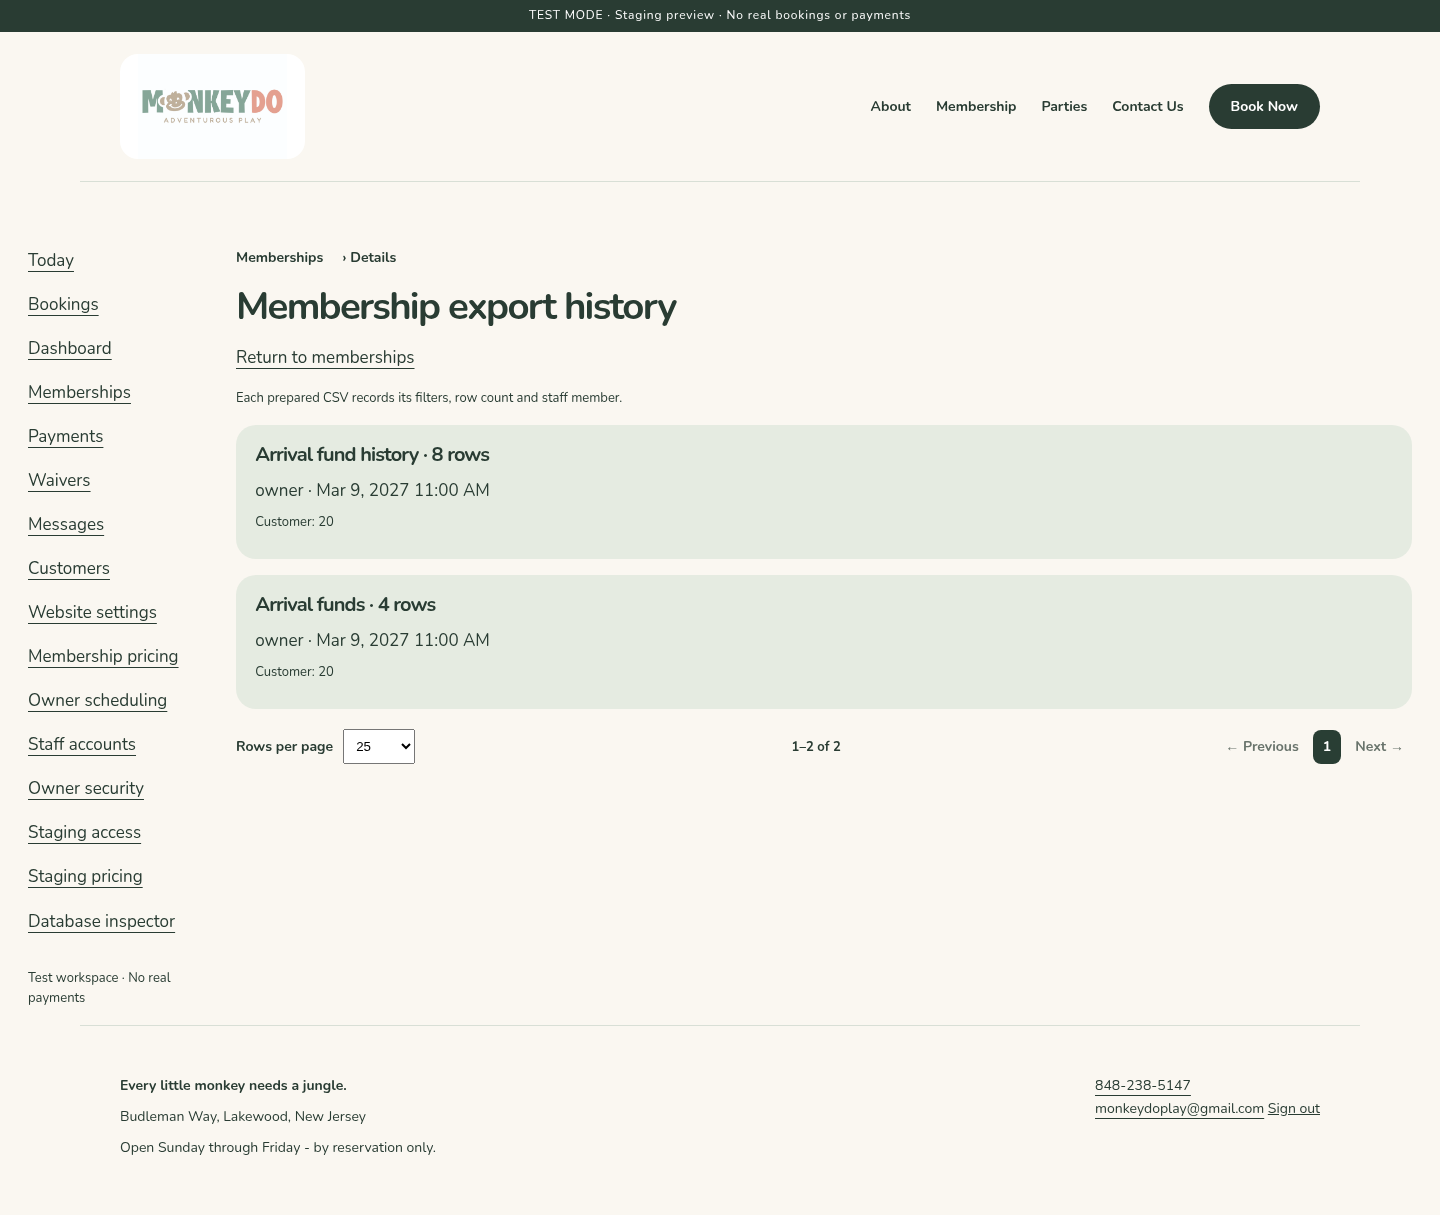 TEST MODE · Staging preview · No real bookings or payments
MONKEYDO
ADVENTUROUS PLAY
About Membership Parties Contact Us Book Now
Today
Bookings
Dashboard
Memberships
Payments
Waivers
Messages
Customers
Website settings
Membership pricing
Owner scheduling
Staff accounts
Owner security
Staging access
Staging pricing
Database inspector
Test workspace · No real
payments
Memberships › Details
Membership export history
Return to memberships
Each prepared CSV records its filters, row count and staff member.
Arrival fund history · 8 rows
owner · Mar 9, 2027 11:00 AM
Customer: 20
Arrival funds · 4 rows
owner · Mar 9, 2027 11:00 AM
Customer: 20
Rows per page 25 1–2 of 2 ← Previous 1 Next →
Every little monkey needs a jungle.
Budleman Way, Lakewood, New Jersey
Open Sunday through Friday - by reservation only.
848-238-5147
monkeydoplay@gmail.com Sign out